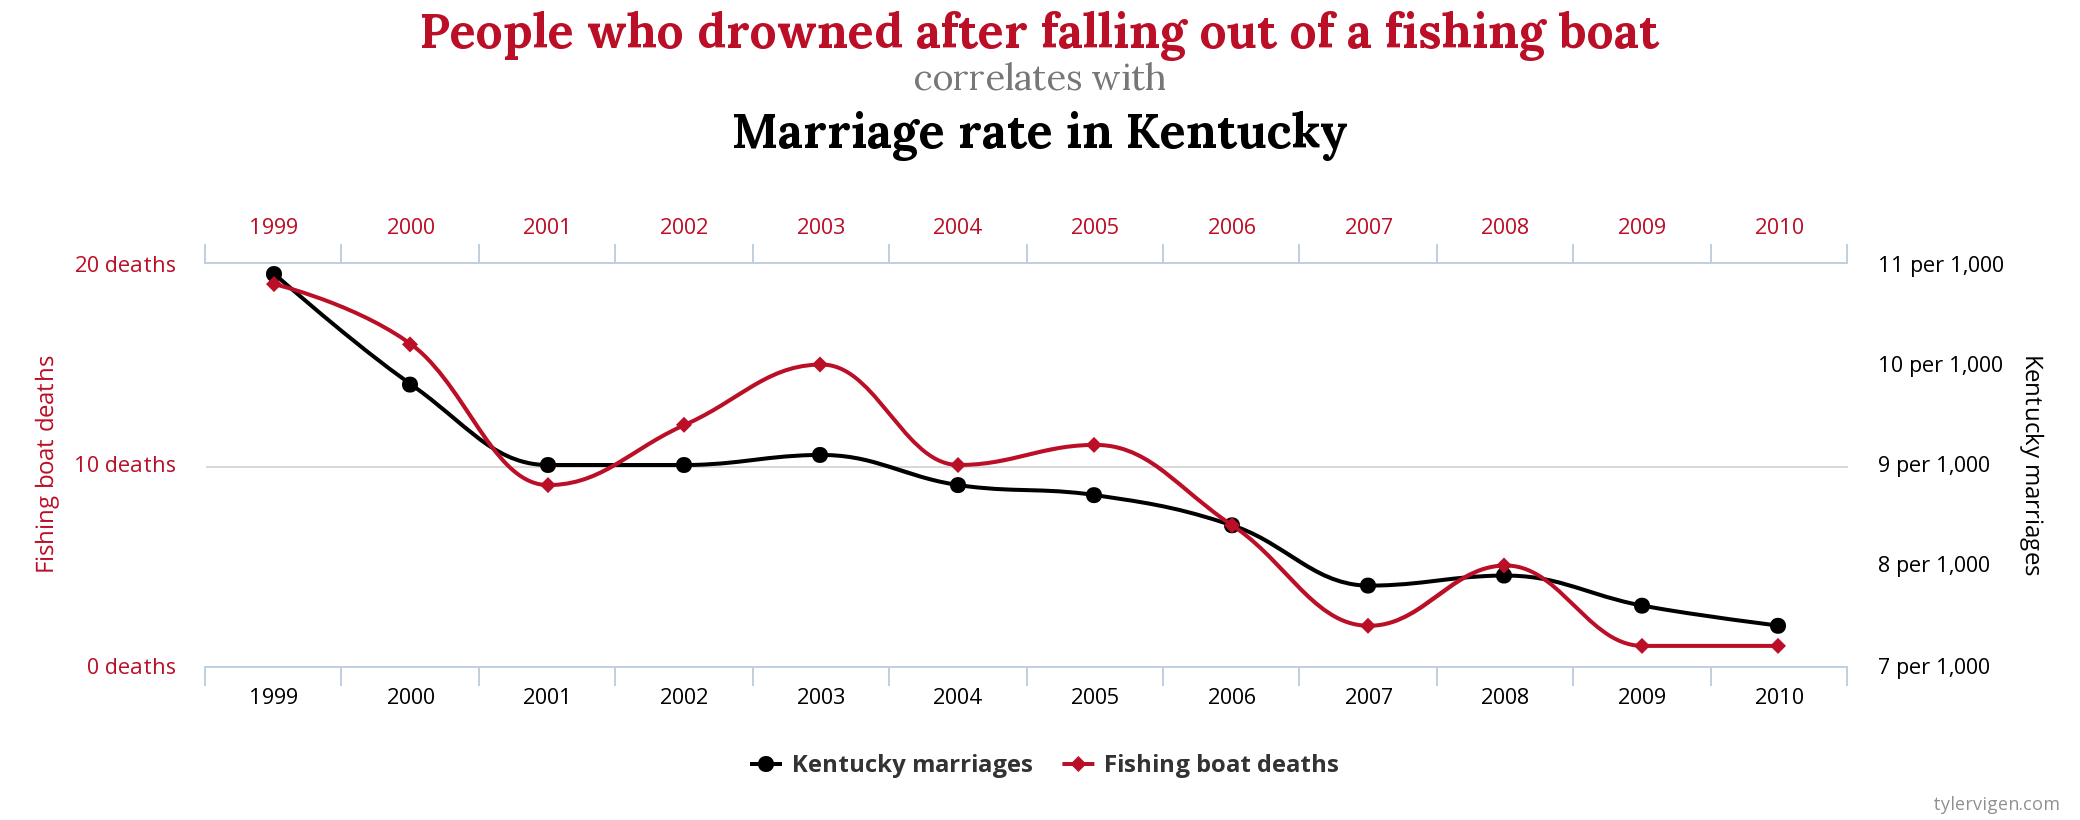 People who drowned after falling out of a fishing boat
correlates with
Marriage rate in Kentucky
1999 2000 2001 2002 2003 2004 2005 2006 2007 2008 2009 2010
20 deaths
10 deaths
0 deaths
Fishing boat deaths
11 per 1,000
10 per 1,000
9 per 1,000
8 per 1,000
7 per 1,000
Kentucky marriages
1999 2000 2001 2002 2003 2004 2005 2006 2007 2008 2009 2010
Kentucky marriages Fishing boat deaths
tylervigen.com